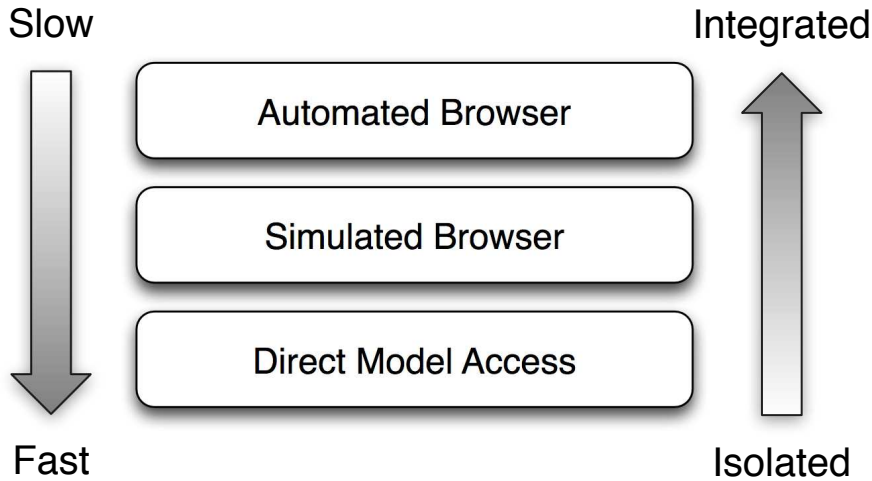 Slow
Integrated
Automated Browser
Simulated Browser
Direct Model Access
Fast
Isolated